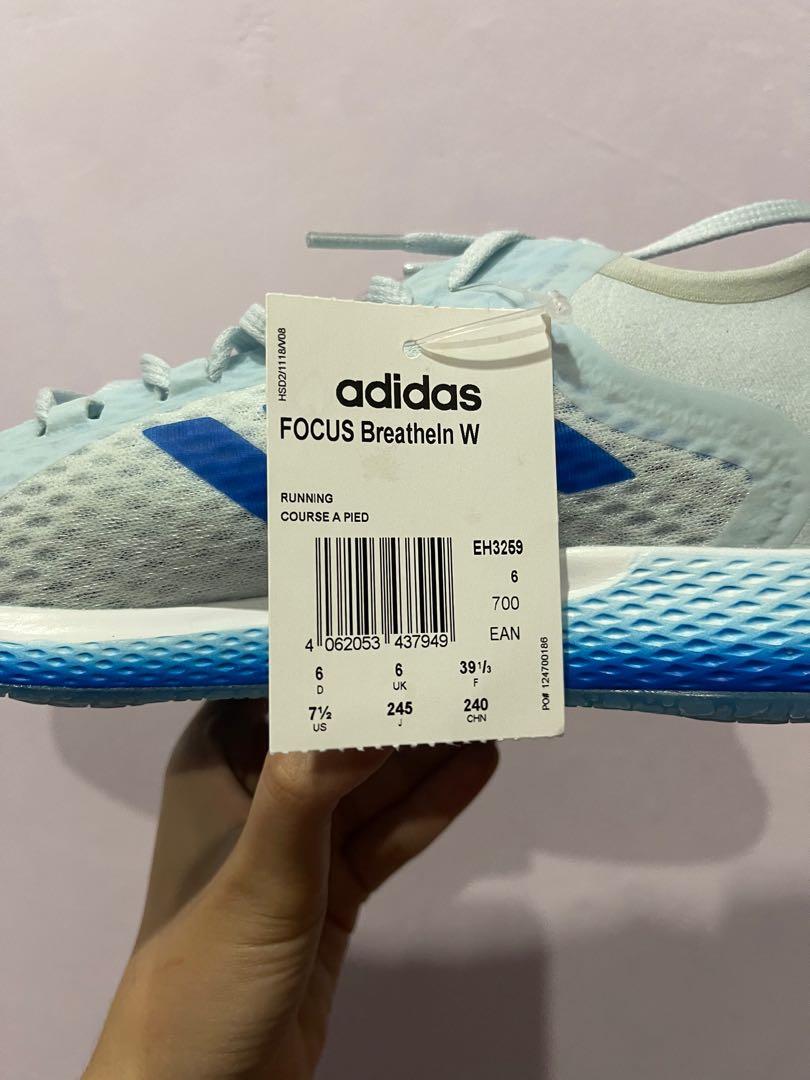 HSD2/1118/V08
adidas
FOCUS BreatheIn W
RUNNING
COURSE A PIED
EH3259
6
700
EAN
4 062053 437949
6 6 39 1/3
D UK F
7½ 245 240
US J CHN
PO# 124700186